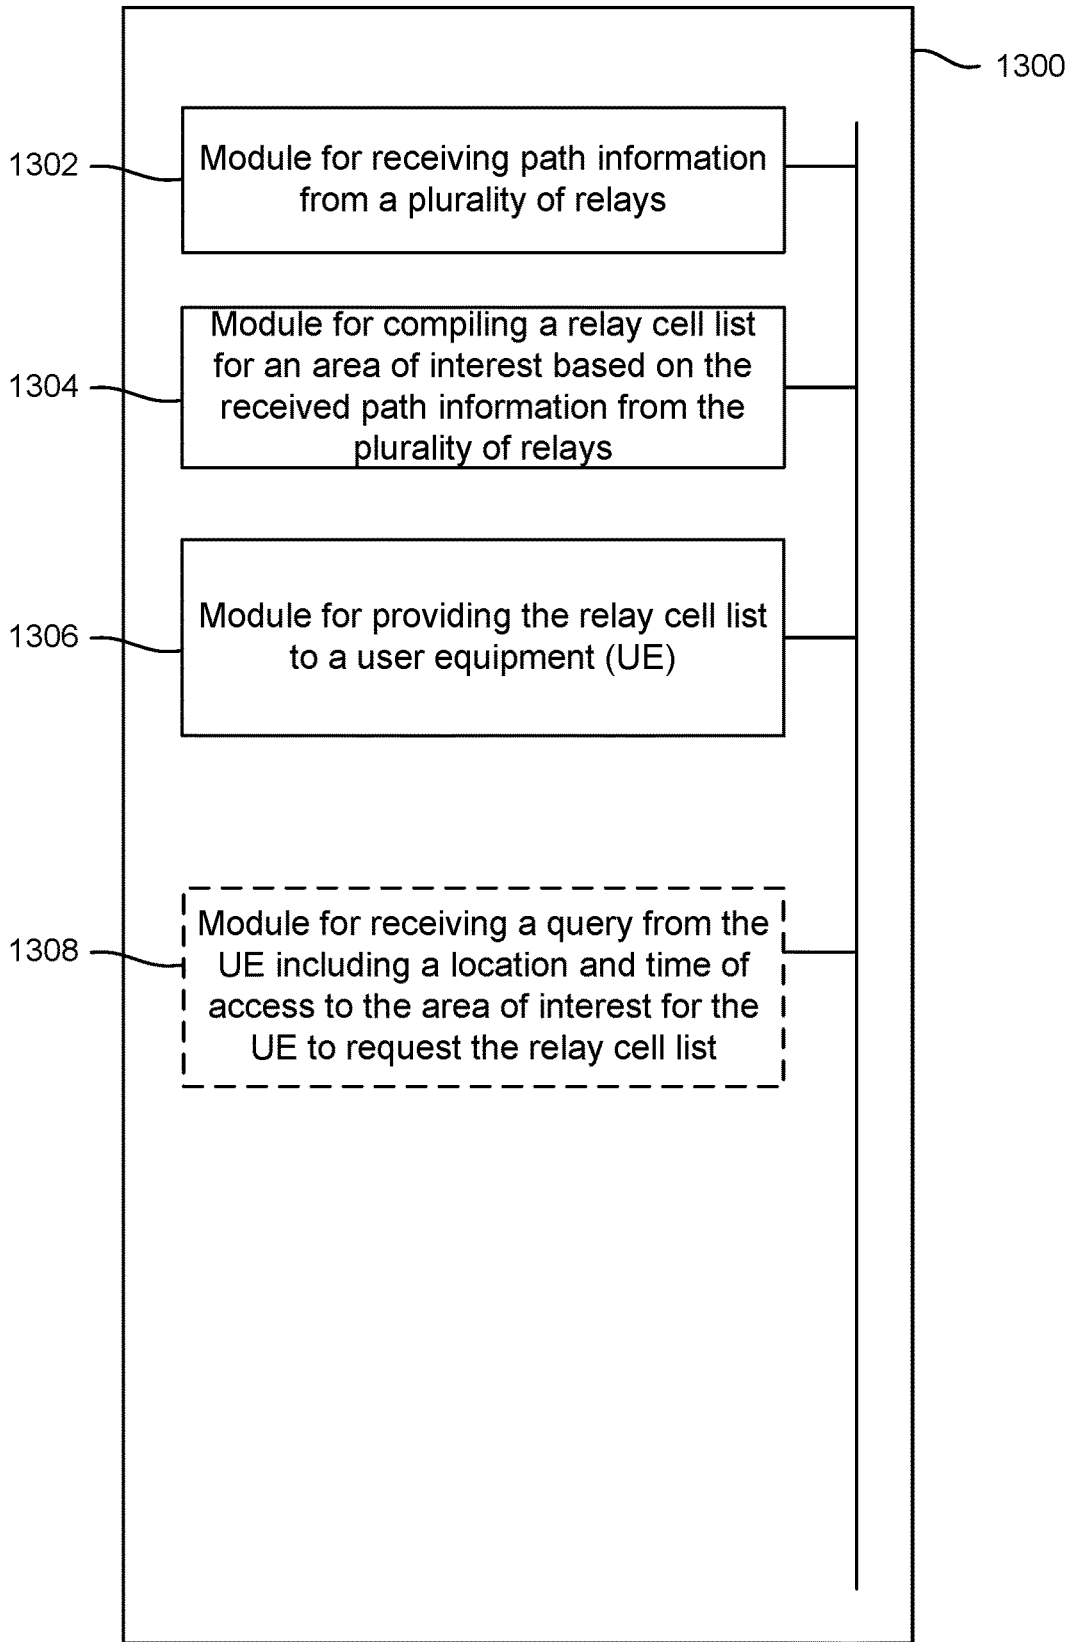 1300
1302
Module for receiving path information
from a plurality of relays
1304
Module for compiling a relay cell list
for an area of interest based on the
received path information from the
plurality of relays
1306
Module for providing the relay cell list
to a user equipment (UE)
1308
Module for receiving a query from the
UE including a location and time of
access to the area of interest for the
UE to request the relay cell list